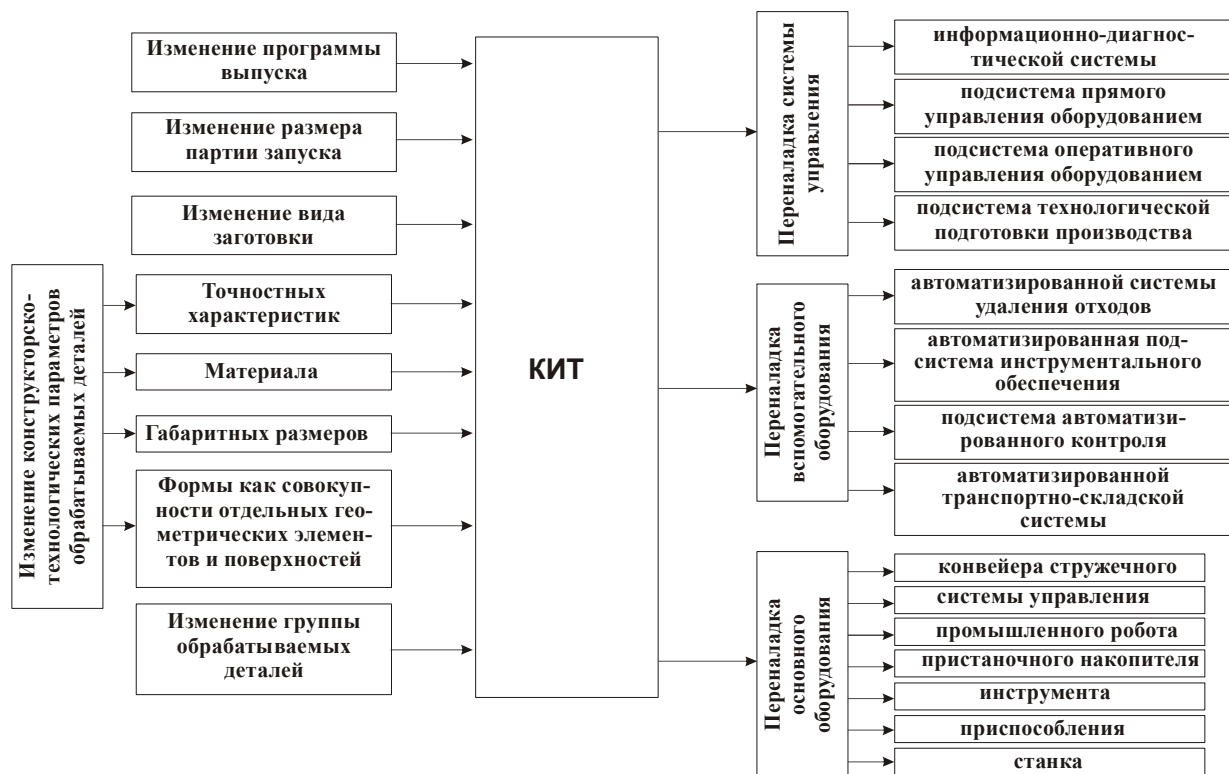 Изменение программы
выпуска
Изменение размера
партии запуска
Изменение вида
заготовки
Изменение конструкторско-
технологических параметров
обрабатываемых деталей
Точностных
характеристик
Материала
Габаритных размеров
Формы как совокуп-
ности отдельных гео-
метрических элемен-
тов и поверхностей
Изменение группы
обрабатываемых
деталей
КИТ
Переналадка системы
управления
информационно-диагнос-
тической системы
подсистема прямого
управления оборудованием
подсистема оперативного
управления оборудованием
подсистема технологической
подготовки производства
Переналадка
вспомогательного
оборудования
автоматизированной системы
удаления отходов
автоматизированная под-
система инструментального
обеспечения
подсистема автоматизи-
рованного контроля
автоматизированной
транспортно-складской
системы
Переналадка
основного
оборудования
конвейера стружечного
системы управления
промышленного робота
пристаночного накопителя
инструмента
приспособления
станка